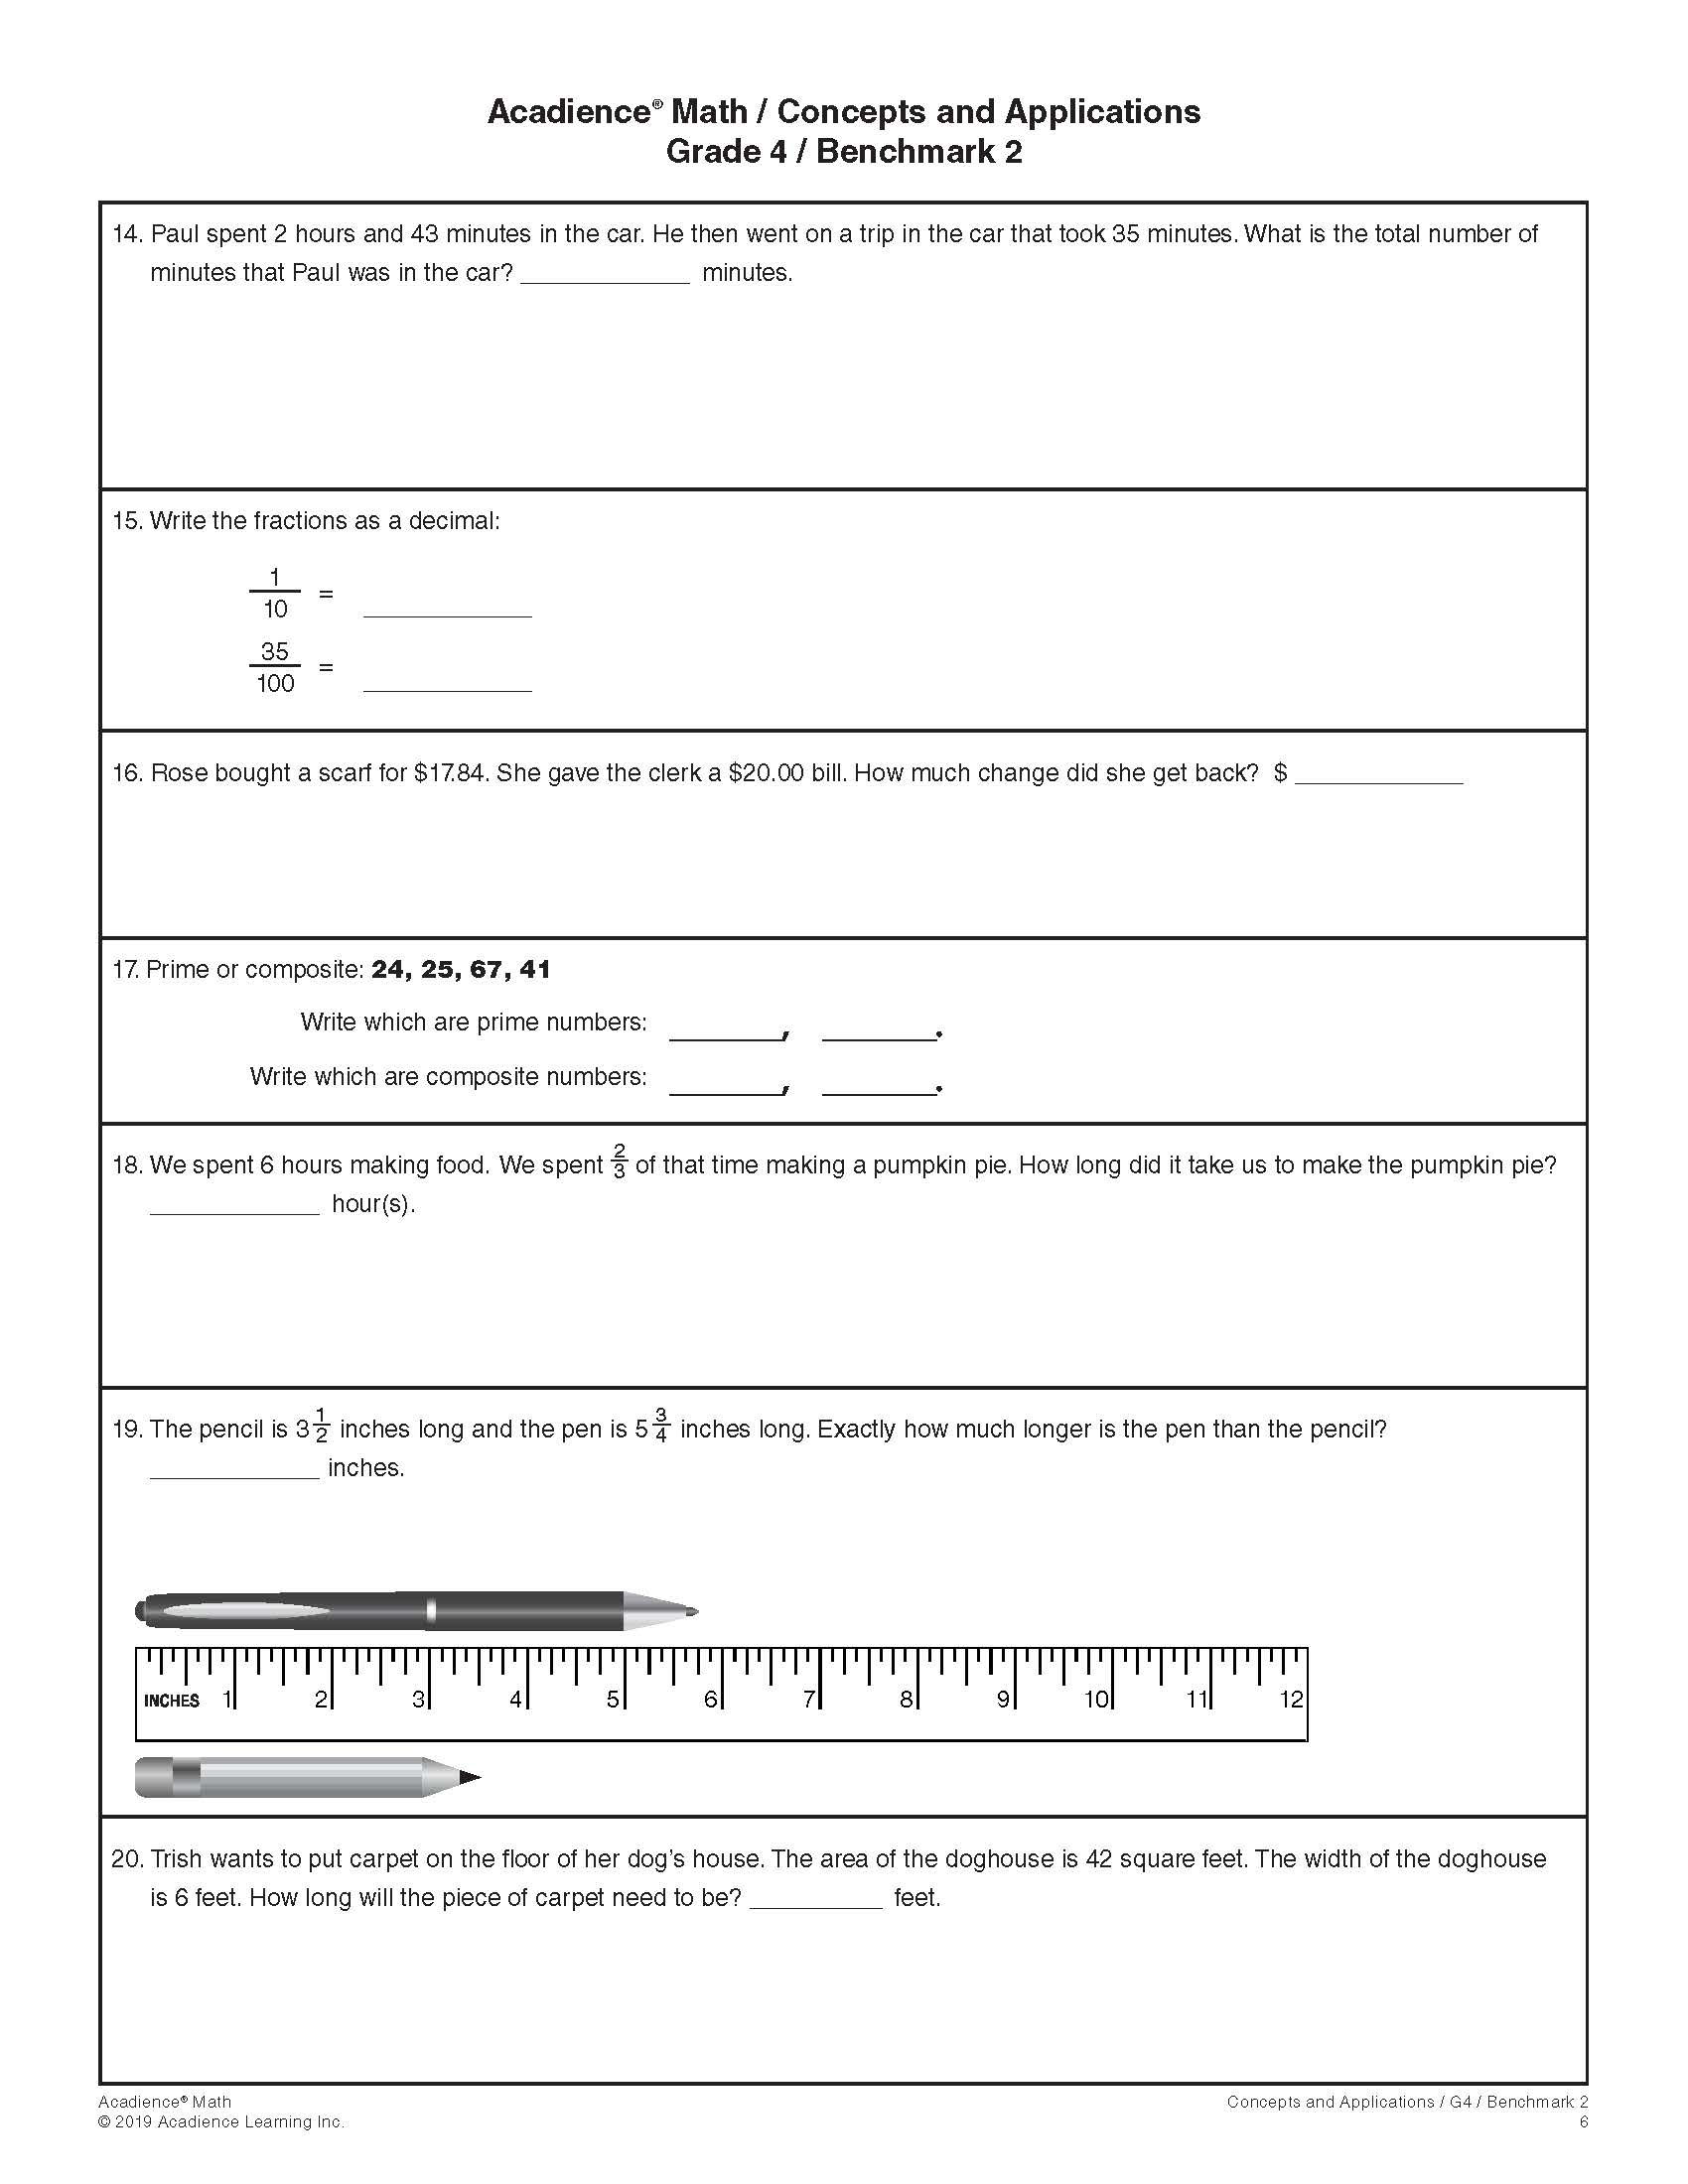 Acadience® Math / Concepts and Applications
Grade 4 / Benchmark 2
14. Paul spent 2 hours and 43 minutes in the car. He then went on a trip in the car that took 35 minutes. What is the total number of
minutes that Paul was in the car? ____________ minutes.
15. Write the fractions as a decimal:
1
10 = ____________
35
100 = ____________
16. Rose bought a scarf for $17.84. She gave the clerk a $20.00 bill. How much change did she get back? $ ____________
17. Prime or composite: 24, 25, 67, 41
Write which are prime numbers: ________, ________.
Write which are composite numbers: ________, ________.
18. We spent 6 hours making food. We spent 2/3 of that time making a pumpkin pie. How long did it take us to make the pumpkin pie?
____________ hour(s).
19. The pencil is 3 1/2 inches long and the pen is 5 3/4 inches long. Exactly how much longer is the pen than the pencil?
____________ inches.
INCHES 1 2 3 4 5 6 7 8 9 10 11 12
20. Trish wants to put carpet on the floor of her dog's house. The area of the doghouse is 42 square feet. The width of the doghouse
is 6 feet. How long will the piece of carpet need to be? __________ feet.
Acadience® Math
© 2019 Acadience Learning Inc.
Concepts and Applications / G4 / Benchmark 2
6